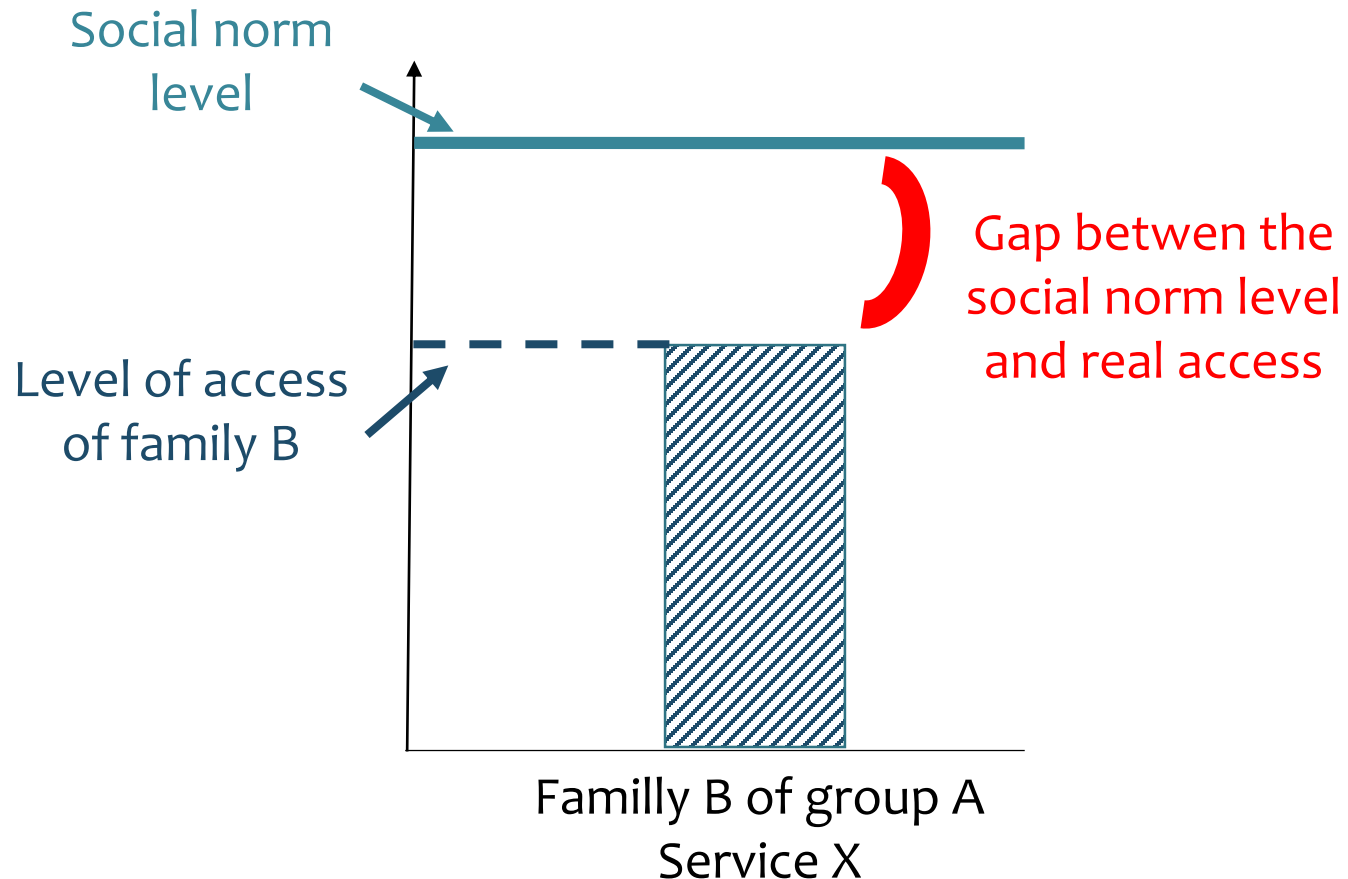 Social norm
level
Gap betwen the
social norm level
and real access
Level of access
of family B
Familly B of group A
Service X